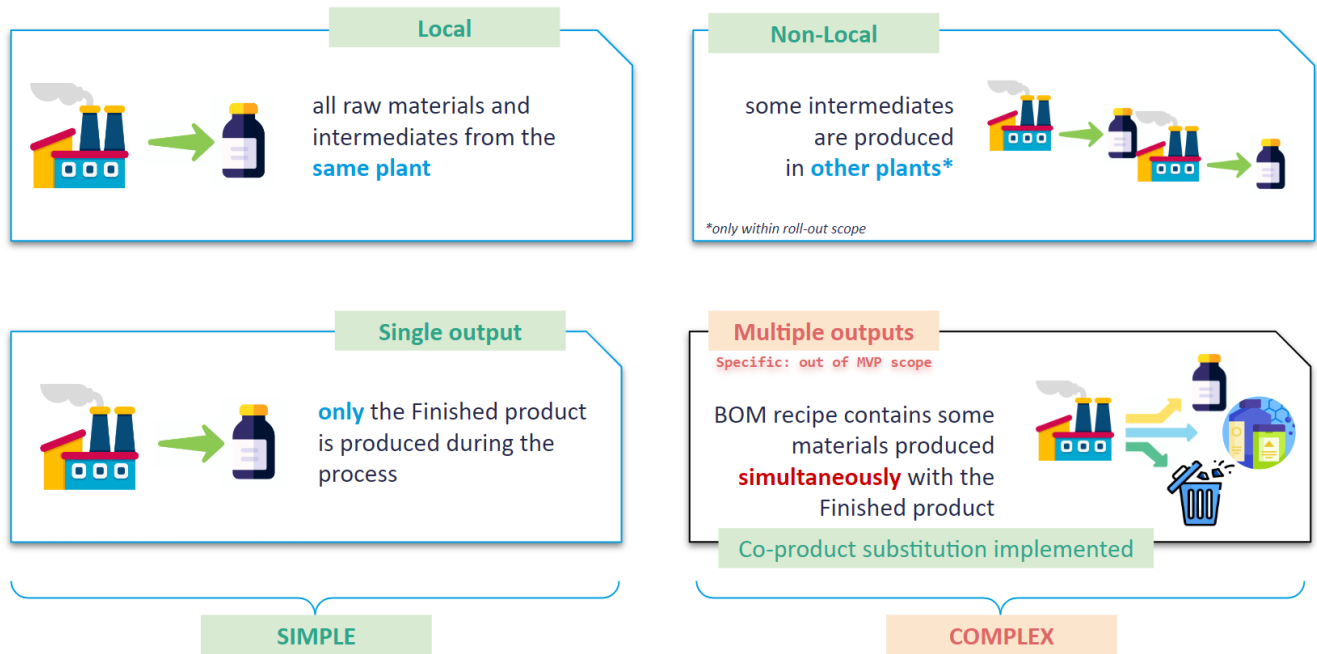 Local
all raw materials and
intermediates from the
same plant
Non-Local
some intermediates
are produced
in other plants*
*only within roll-out scope
Single output
only the Finished product
is produced during the
process
Multiple outputs
Specific: out of MVP scope
BOM recipe contains some
materials produced
simultaneously with the
Finished product
Co-product substitution implemented
SIMPLE
COMPLEX